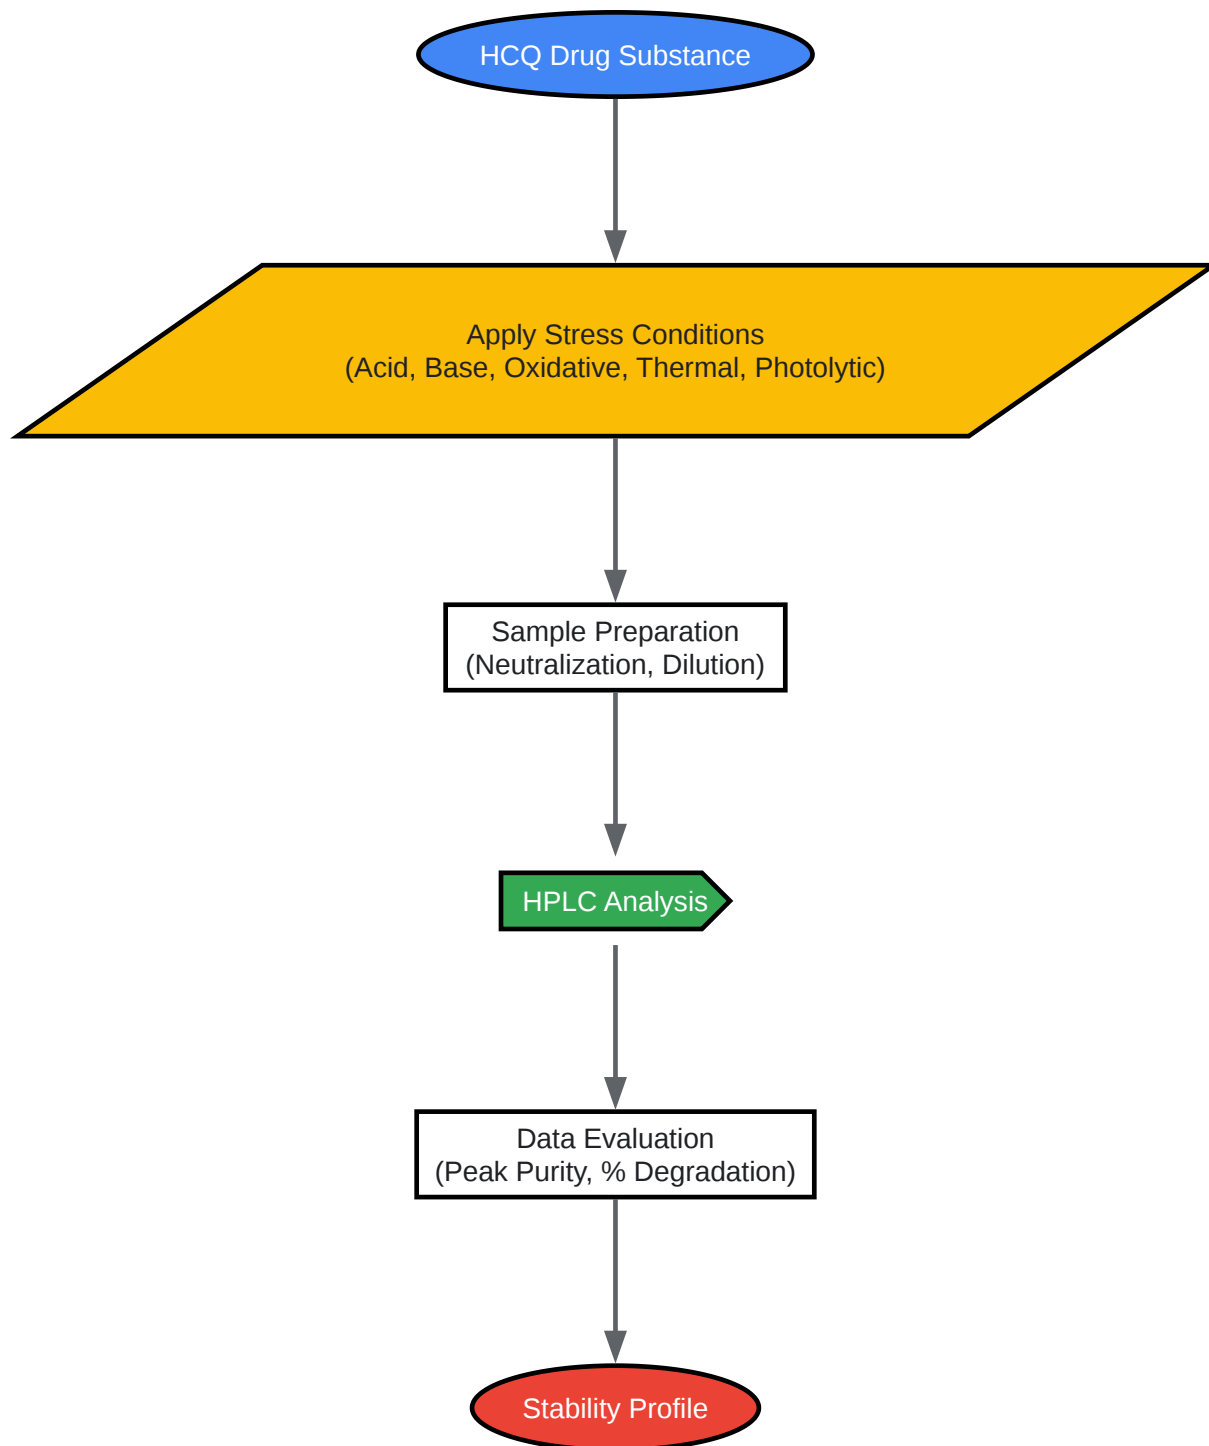 HCQ Drug Substance
Apply Stress Conditions
(Acid, Base, Oxidative, Thermal, Photolytic)
Sample Preparation
(Neutralization, Dilution)
HPLC Analysis
Data Evaluation
(Peak Purity, % Degradation)
Stability Profile